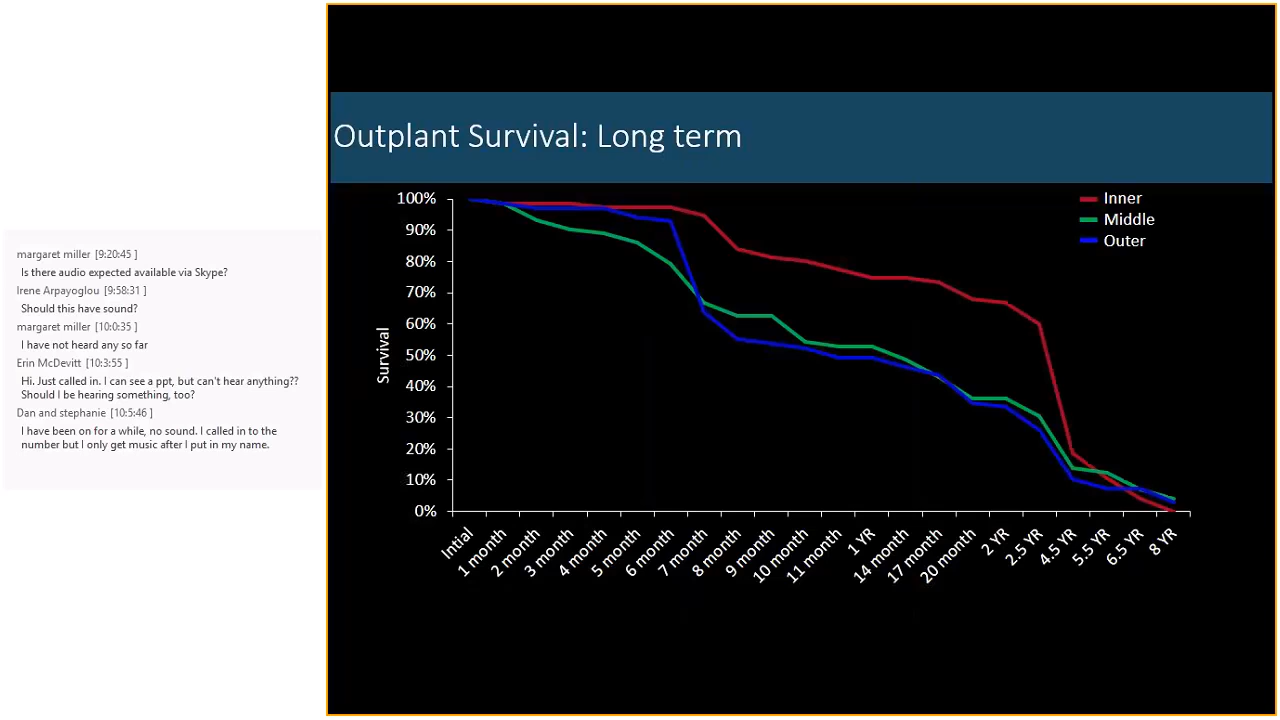 margaret miller [9:20:45 ]
Is there audio expected available via Skype?
Irene Arpayoglou [9:58:31 ]
Should this have sound?
margaret miller [10:0:35 ]
I have not heard any so far
Erin McDevitt [10:3:55 ]
Hi. Just called in. I can see a ppt, but can't hear anything??
Should I be hearing something, too?
Dan and stephanie [10:5:46 ]
I have been on for a while, no sound. I called in to the
number but I only get music after I put in my name.
Outplant Survival: Long term
Inner
Middle
Outer
Survival
100%
90%
80%
70%
60%
50%
40%
30%
20%
10%
0%
Intial
1 month
2 month
3 month
4 month
5 month
6 month
7 month
8 month
9 month
10 month
11 month
1 YR
14 month
17 month
20 month
2 YR
2.5 YR
4.5 YR
5.5 YR
6.5 YR
8 YR